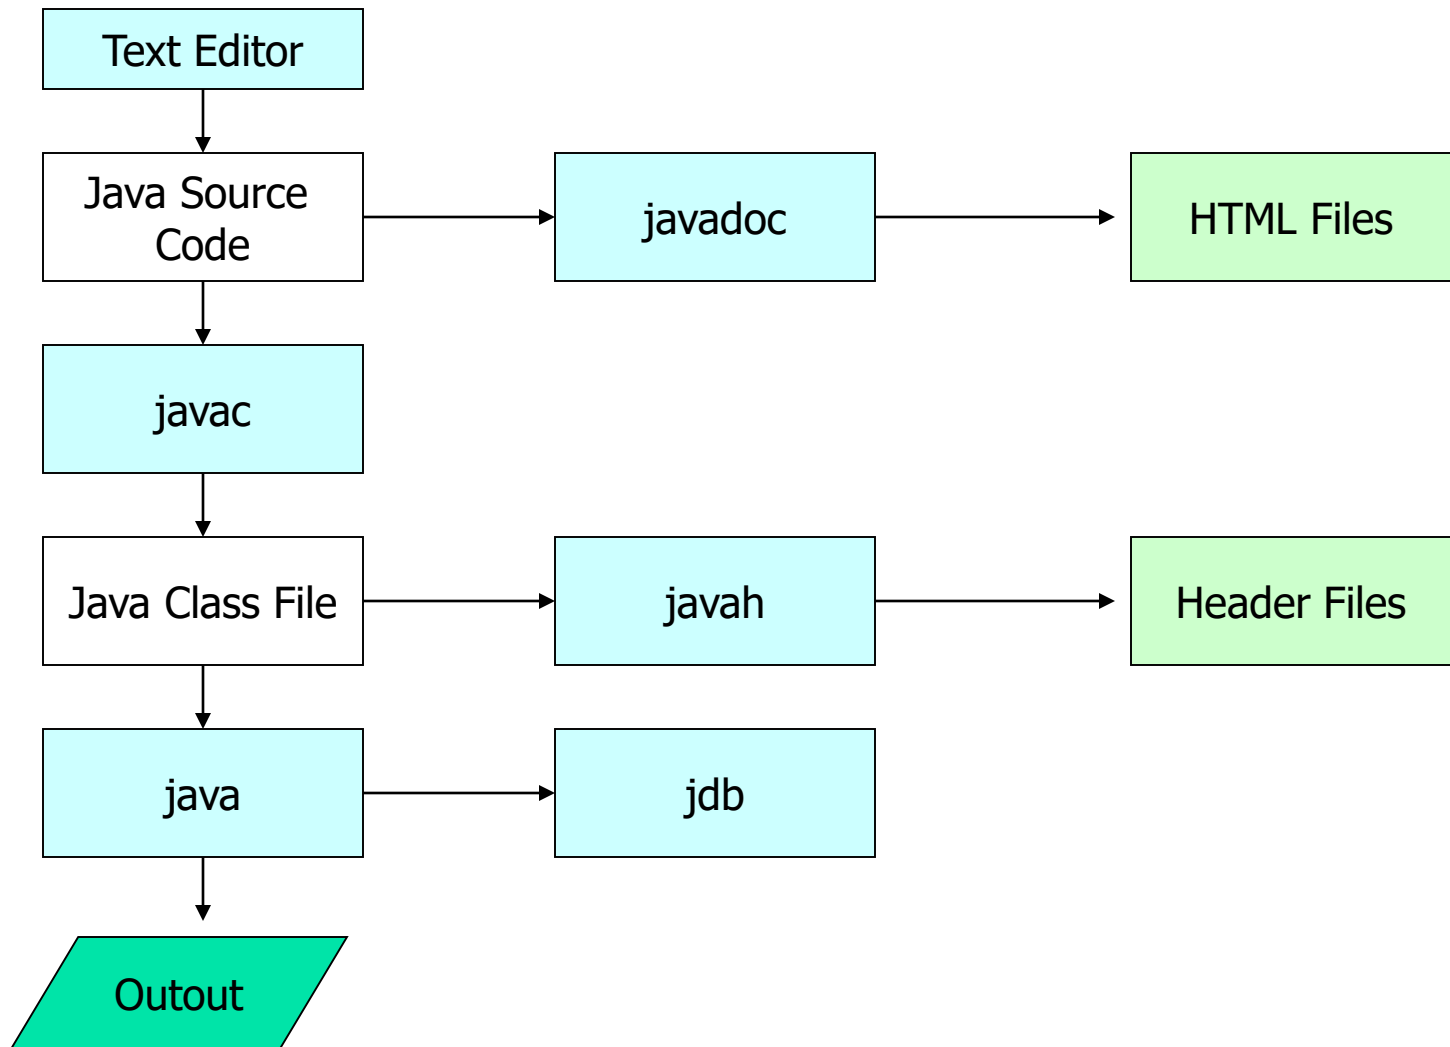 Text Editor
Java Source
Code
javadoc
HTML Files
javac
Java Class File
javah
Header Files
java
jdb
Outout